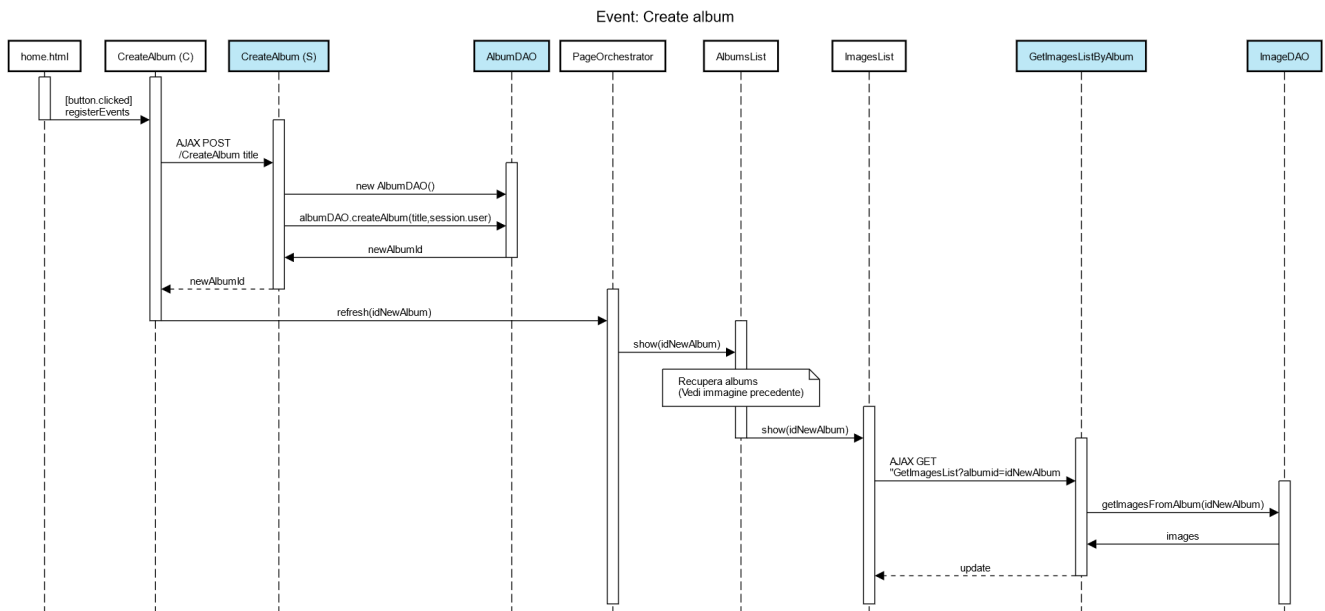 Event: Create album
home.html
CreateAlbum (C)
CreateAlbum (S)
AlbumDAO
PageOrchestrator
AlbumsList
ImagesList
GetImagesListByAlbum
ImageDAO
[button.clicked]
registerEvents
AJAX POST
/CreateAlbum title
new AlbumDAO()
albumDAO.createAlbum(title,session.user)
newAlbumId
newAlbumId
refresh(idNewAlbum)
show(idNewAlbum)
Recupera albums
(Vedi immagine precedente)
show(idNewAlbum)
AJAX GET
"GetImagesList?albumid=idNewAlbum
getImagesFromAlbum(idNewAlbum)
images
update